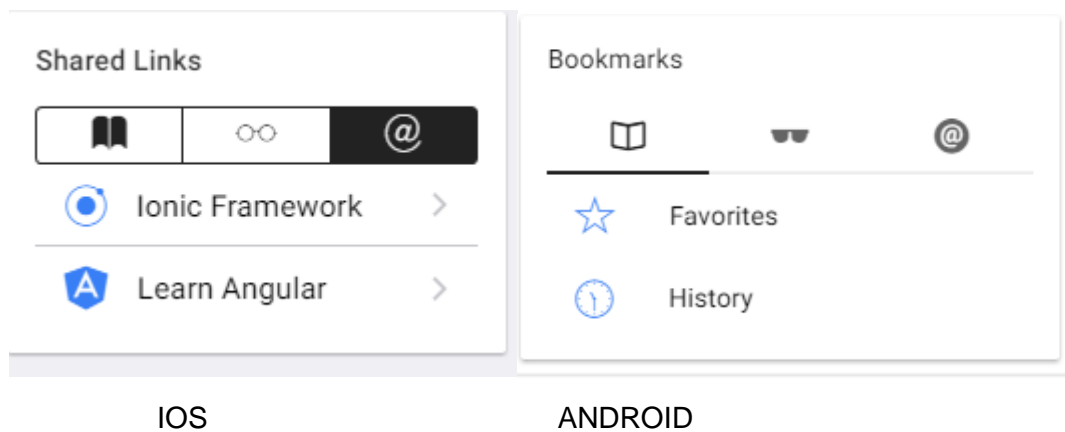 Shared Links
@
Ionic Framework
A Learn Angular
Bookmarks
@
Favorites
History
IOS
ANDROID